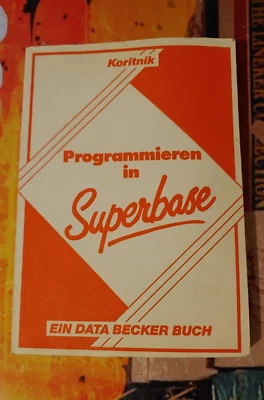 Koritnik
Programmieren
in
Superbase
EIN DATA BECKER BUCH